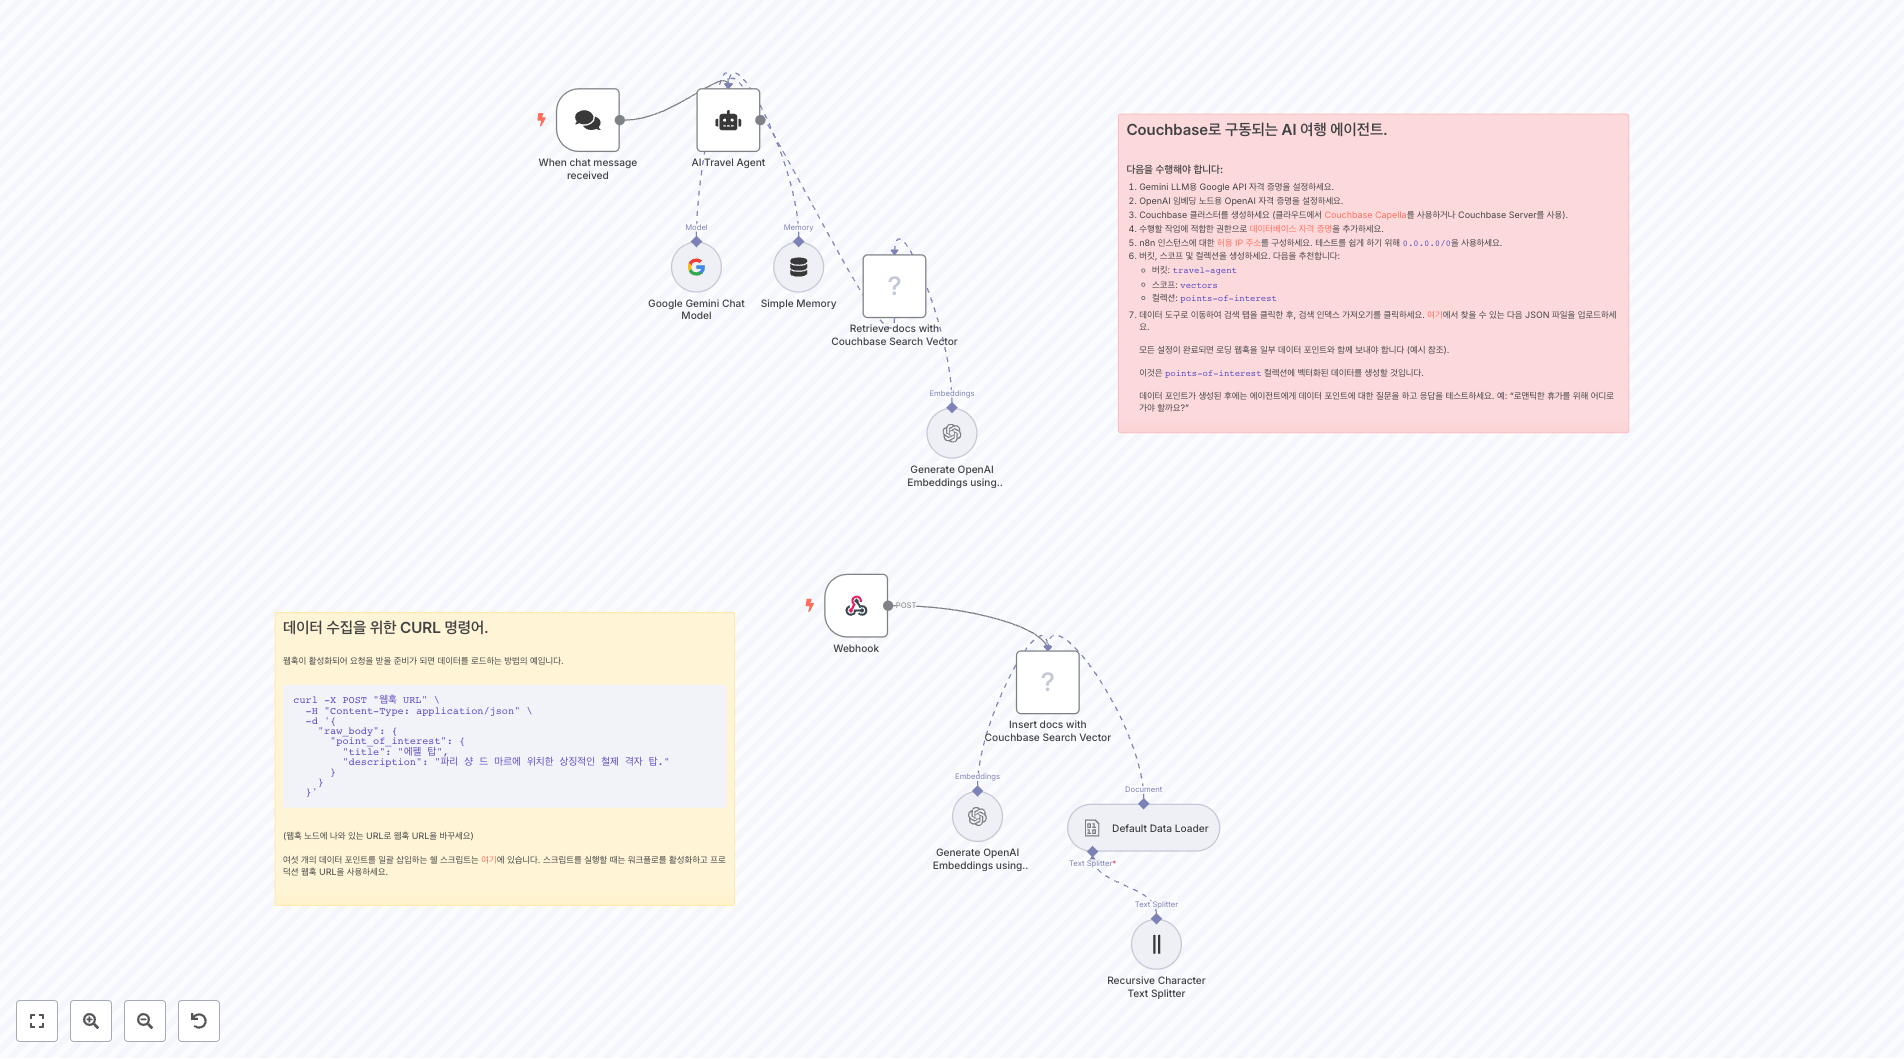 When chat message
received
AI Travel Agent
Model
Memory
Google Gemini Chat
Model
Simple Memory
?
Retrieve docs with
Couchbase Search Vector
Embeddings
Generate OpenAI
Embeddings using..
Couchbase로 구동되는 AI 여행 에이전트.
다음을 수행해야 합니다:
1. Gemini LLM용 Google API 자격 증명을 설정하세요.
2. OpenAI 임베딩 노드용 OpenAI 자격 증명을 설정하세요.
3. Couchbase 클러스터를 생성하세요 (클라우드에서 Couchbase Capella를 사용하거나 Couchbase Server를 사용).
4. 수행할 작업에 적합한 권한으로 데이터베이스 자격 증명을 추가하세요.
5. n8n 인스턴스에 대한 허용 IP 주소를 구성하세요. 테스트를 쉽게 하기 위해 0.0.0.0/0을 사용하세요.
6. 버킷, 스코프 및 컬렉션을 생성하세요. 다음을 추천합니다:
버킷: travel-agent
스코프: vectors
컬렉션: points-of-interest
7. 데이터 도구로 이동하여 검색 탭을 클릭한 후, 검색 인덱스 가져오기를 클릭하세요. 여기에서 찾을 수 있는 다음 JSON 파일을 업로드하세
요.
모든 설정이 완료되면 로딩 웹훅을 일부 데이터 포인트와 함께 보내야 합니다 (예시 참조).
이것은 points-of-interest 컬렉션에 벡터화된 데이터를 생성할 것입니다.
데이터 포인트가 생성된 후에는 에이전트에게 데이터 포인트에 대한 질문을 하고 응답을 테스트하세요. 예: “로맨틱한 휴가를 위해 어디로
가야 할까요?”
데이터 수집을 위한 CURL 명령어.
웹훅이 활성화되어 요청을 받을 준비가 되면 데이터를 로드하는 방법의 예입니다.
curl -X POST "웹훅 URL" \
-H "Content-Type: application/json" \
-d '{
"raw_body": {
"point_of_interest": {
"title": "에펠 탑",
"description": "파리 샹 드 마르에 위치한 상징적인 철제 격자 탑."
}
}
}'
(웹훅 노드에 나와 있는 URL로 웹훅 URL을 바꾸세요)
여섯 개의 데이터 포인트를 일괄 삽입하는 쉘 스크립트는 여기에 있습니다. 스크립트를 실행할 때는 워크플로를 활성화하고 프로
덕션 웹훅 URL을 사용하세요.
POST
Webhook
?
Insert docs with
Couchbase Search Vector
Embeddings
Document
Generate OpenAI
Embeddings using..
Default Data Loader
Text Splitter*
Text Splitter
Recursive Character
Text Splitter